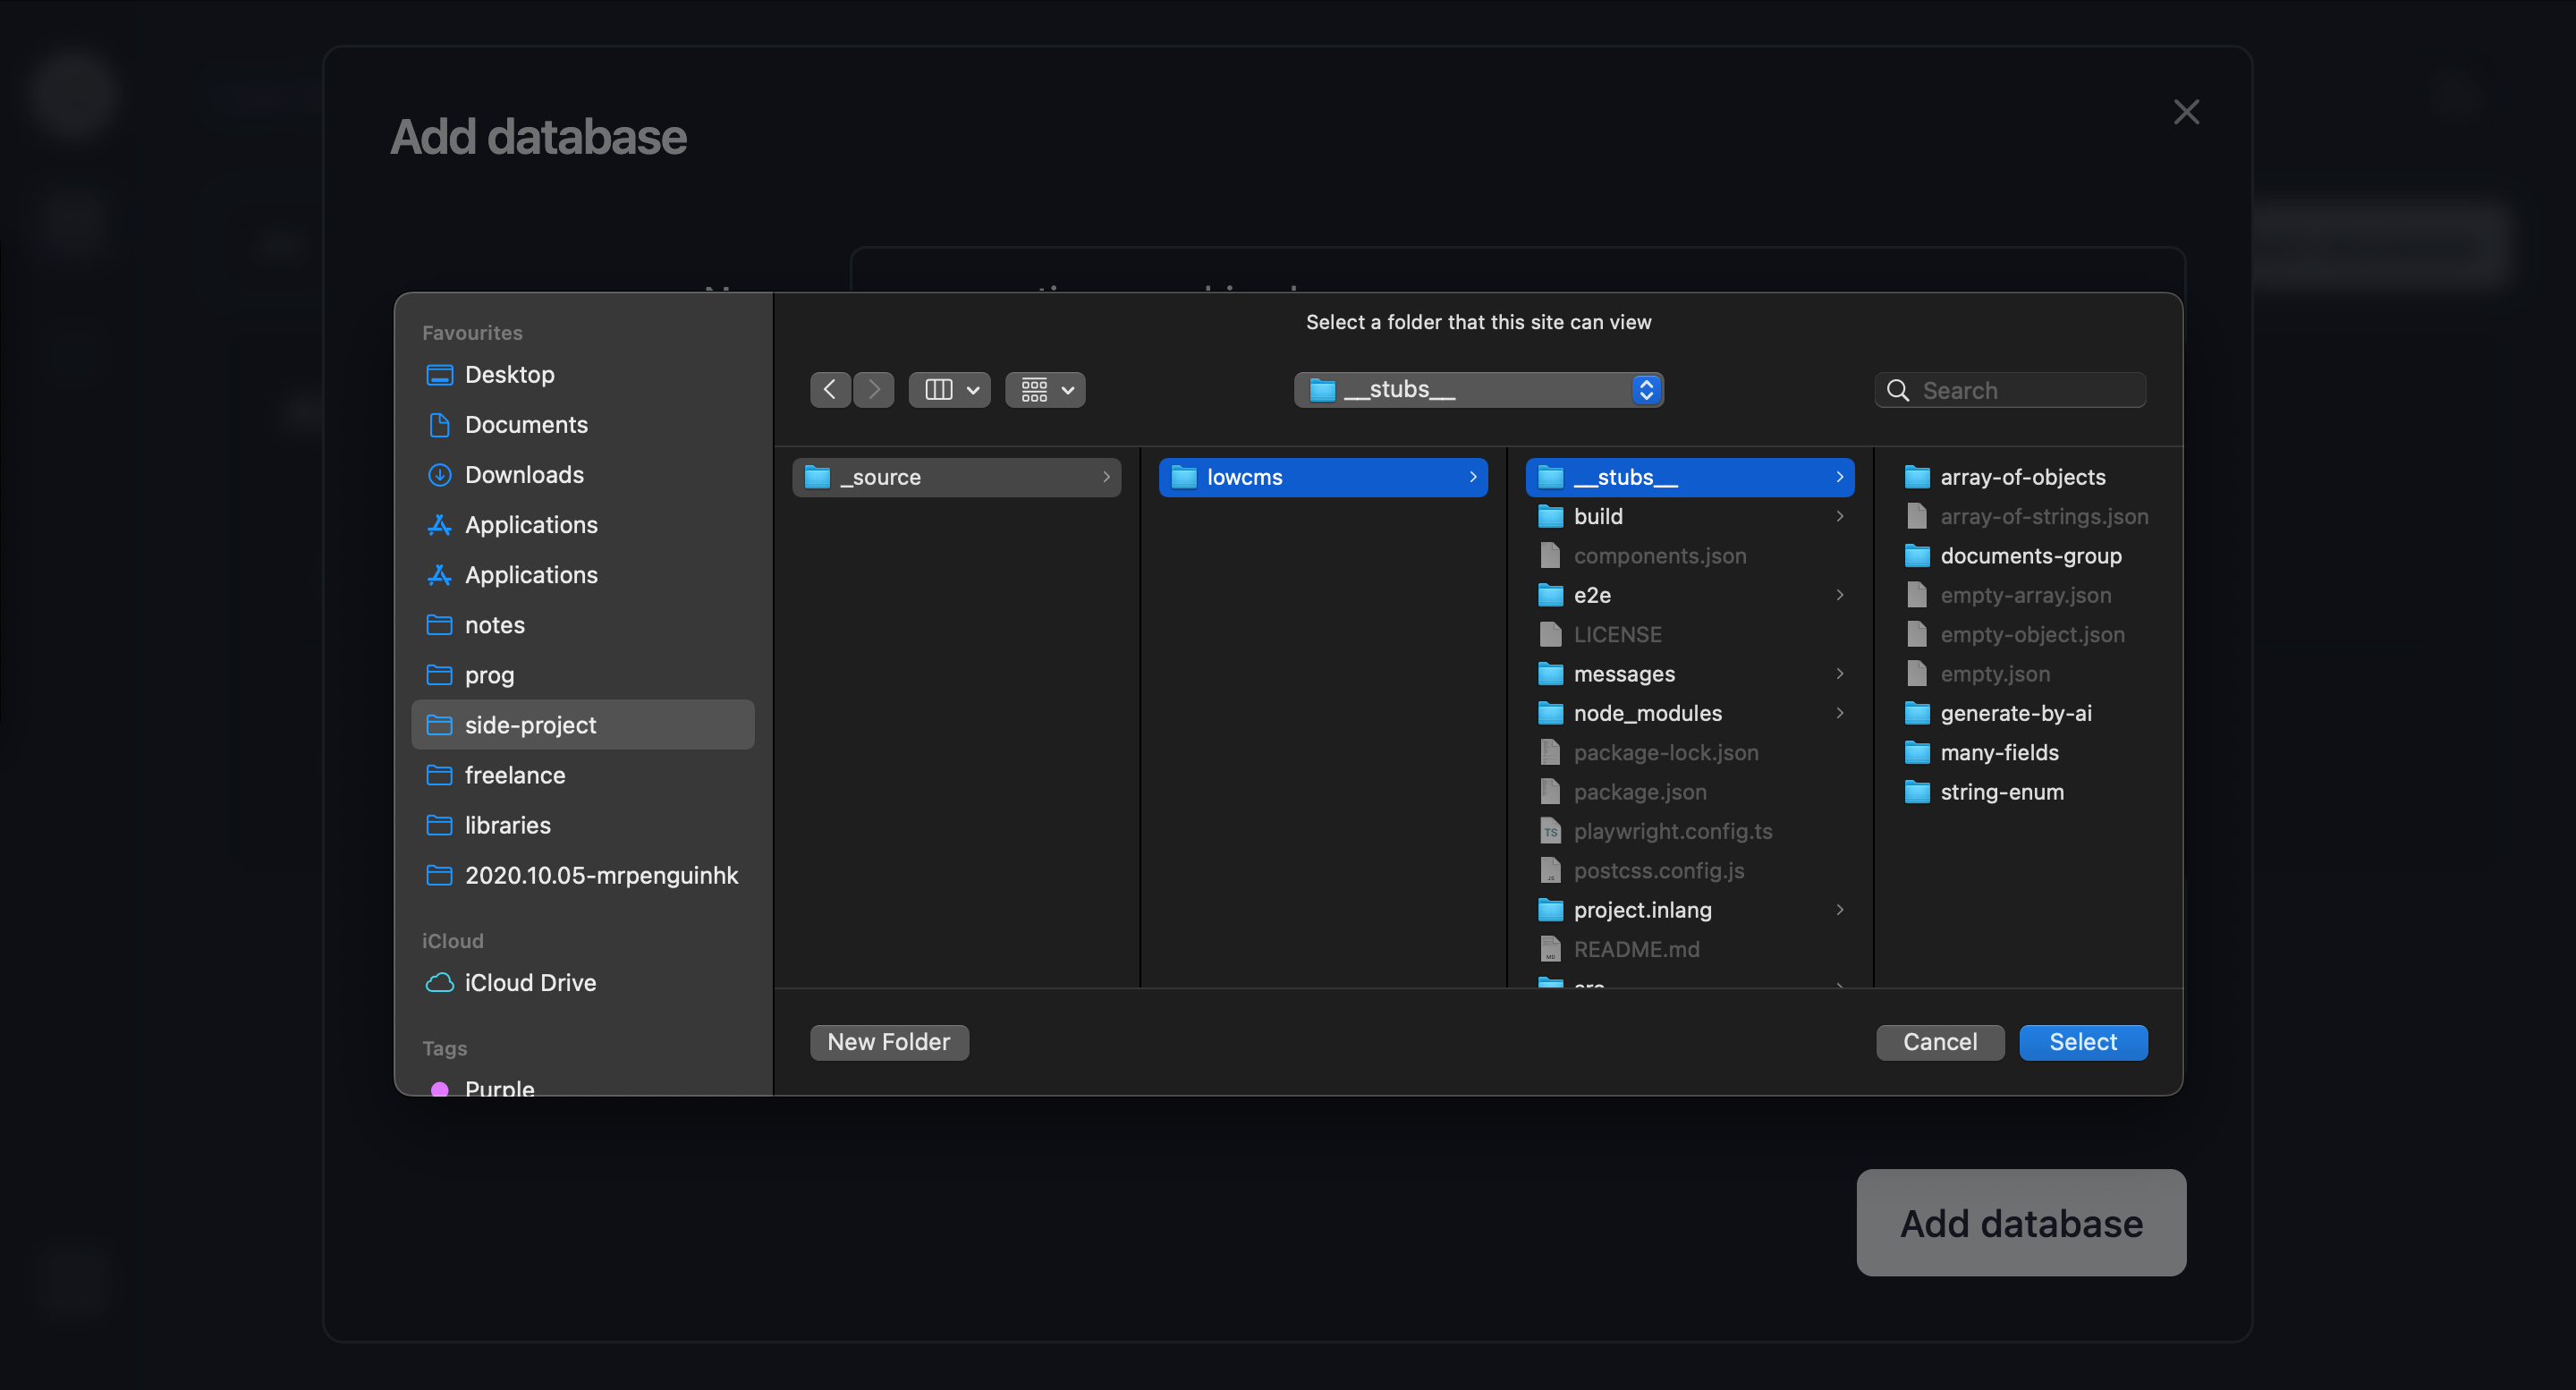 Add database
Favourites
Desktop
Documents
Downloads
Applications
Applications
notes
prog
side-project
freelance
libraries
2020.10.05-mrpenguinhk
iCloud
iCloud Drive
Tags
Purple
Select a folder that this site can view
__stubs__
Search
_source
lowcms
__stubs__
build
components.json
e2e
LICENSE
messages
node_modules
package-lock.json
package.json
playwright.config.ts
postcss.config.js
project.inlang
README.md
array-of-objects
array-of-strings.json
documents-group
empty-array.json
empty-object.json
empty.json
generate-by-ai
many-fields
string-enum
New Folder
Cancel
Select
Add database